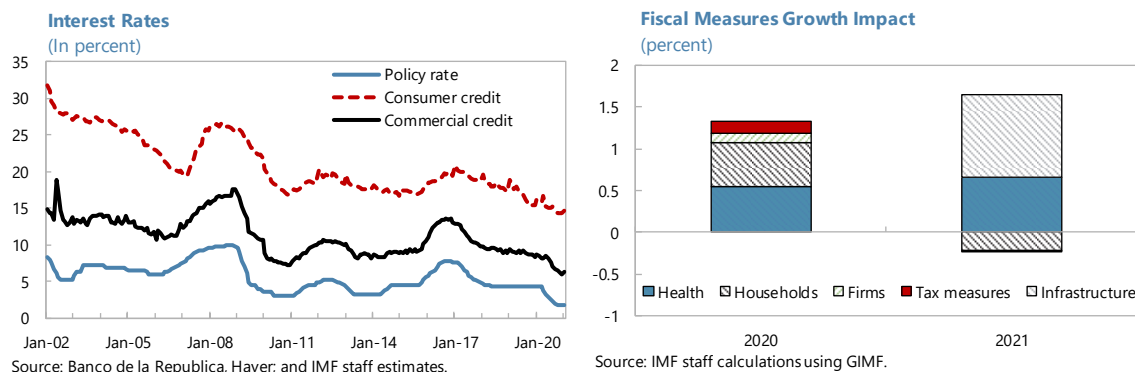 Interest Rates
(In percent)
35
30
25
20
15
10
5
0
Policy rate
Consumer credit
Commercial credit
Jan-02 Jan-05 Jan-08 Jan-11 Jan-14 Jan-17 Jan-20
Source: Banco de la Republica, Haver; and IMF staff estimates.
Fiscal Measures Growth Impact
(percent)
2
1.5
1
0.5
0
-0.5
-1
Health Households Firms Tax measures Infrastructure
2020 2021
Source: IMF staff calculations using GIMF.